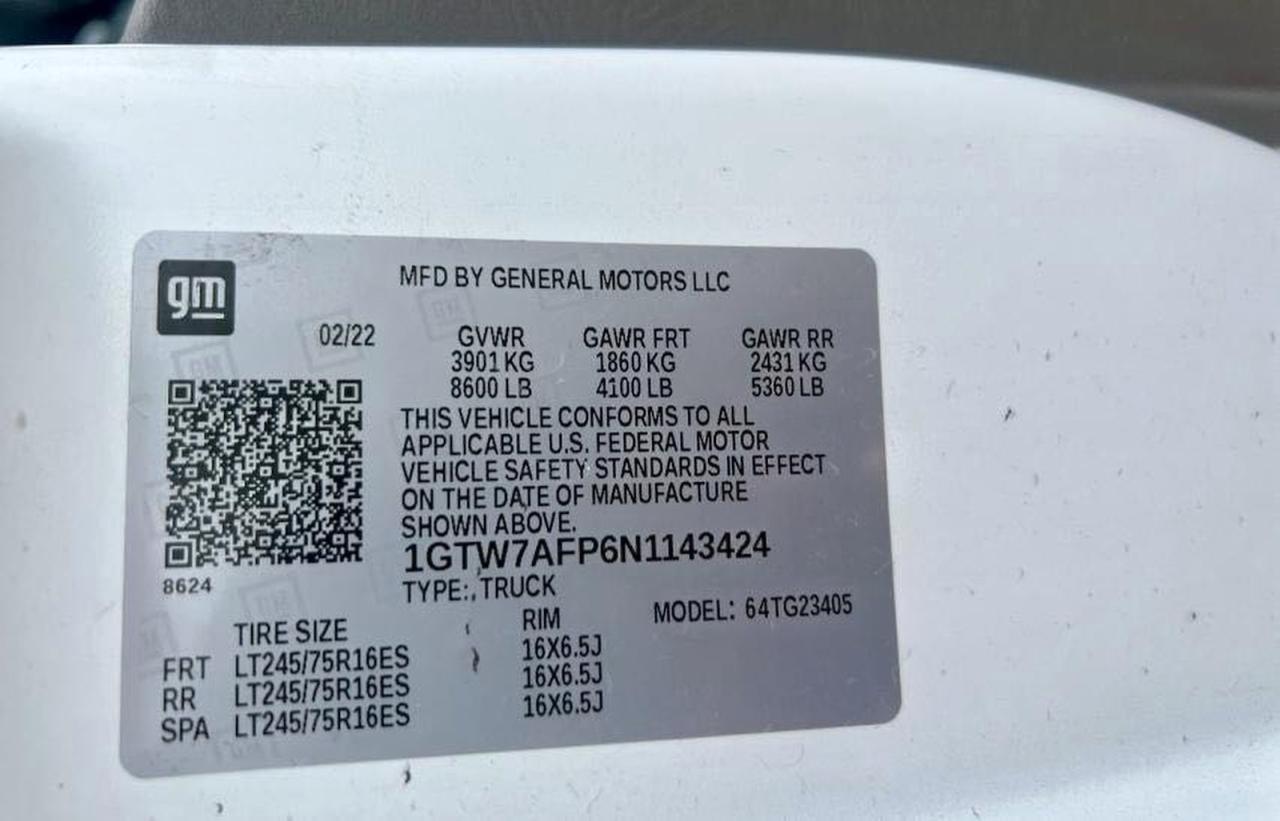 gm
MFD BY GENERAL MOTORS LLC
02/22 GVWR GAWR FRT GAWR RR
3901 KG 1860 KG 2431 KG
8600 LB 4100 LB 5360 LB
THIS VEHICLE CONFORMS TO ALL
APPLICABLE U.S. FEDERAL MOTOR
VEHICLE SAFETY STANDARDS IN EFFECT
ON THE DATE OF MANUFACTURE
SHOWN ABOVE.
1GTW7AFP6N1143424
8624
TYPE: TRUCK
MODEL: 64TG23405
TIRE SIZE RIM
FRT LT245/75R16ES 16X6.5J
RR LT245/75R16ES 16X6.5J
SPA LT245/75R16ES 16X6.5J